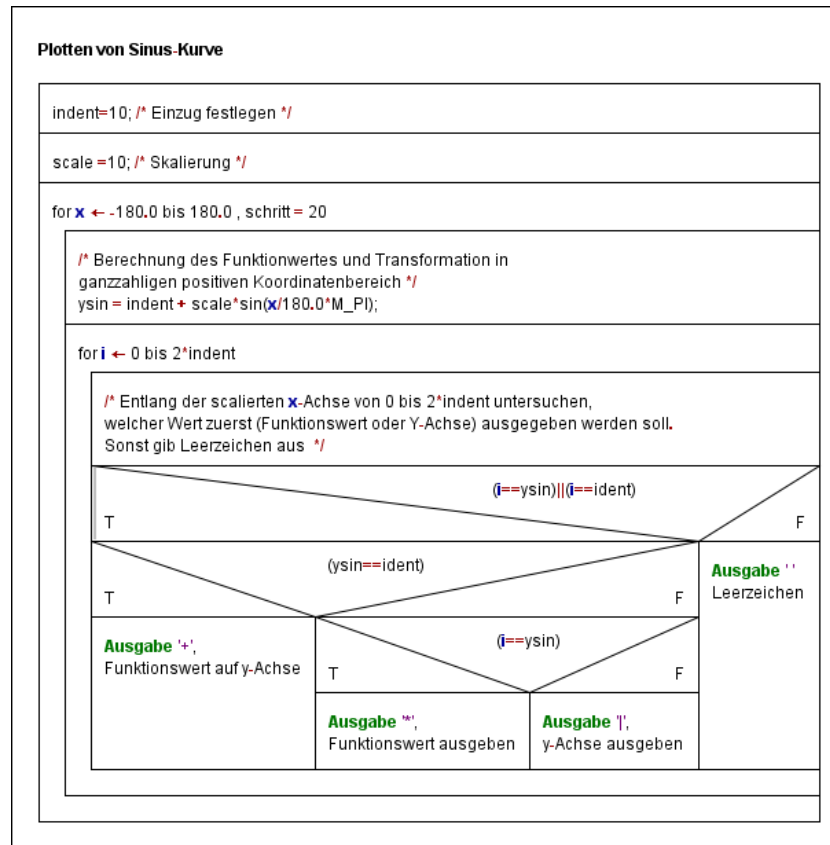 Plotten von Sinus-Kurve
indent=10; /* Einzug festlegen */
scale =10; /* Skalierung */
for x ← -180.0 bis 180.0 , schritt = 20
/* Berechnung des Funktionwertes und Transformation in
ganzzahligen positiven Koordinatenbereich */
ysin = indent + scale*sin(x/180.0*M_PI);
for i ← 0 bis 2*indent
/* Entlang der scalierten x-Achse von 0 bis 2*indent untersuchen,
welcher Wert zuerst (Funktionswert oder Y-Achse) ausgegeben werden soll.
Sonst gib Leerzeichen aus */
(i==ysin)||(i==ident)
T
F
(ysin==ident)
T
F
Ausgabe ' '
Leerzeichen
Ausgabe '+',
Funktionswert auf y-Achse
(i==ysin)
T
F
Ausgabe '*',
Funktionswert ausgeben
Ausgabe '|',
y-Achse ausgeben